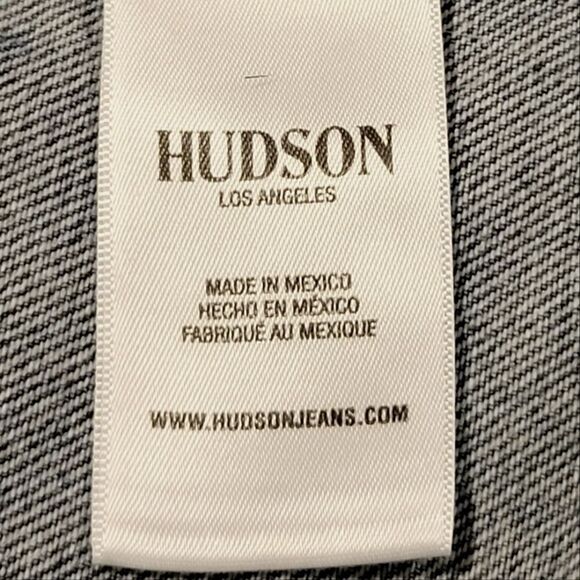 HUDSON
LOS ANGELES
MADE IN MEXICO
HECHO EN MÉXICO
FABRIQUÉ AU MEXIQUE
WWW.HUDSONJEANS.COM